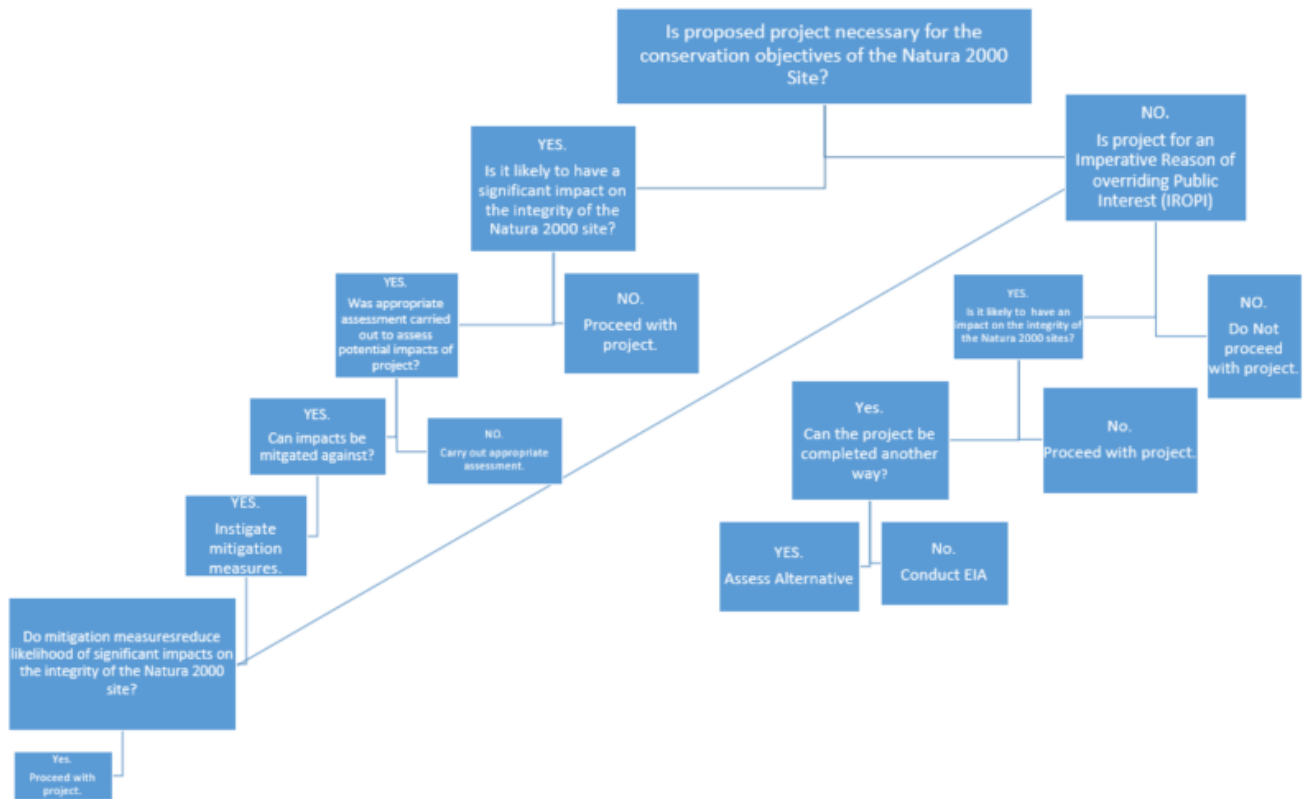 Is proposed project necessary for the
conservation objectives of the Natura 2000
Site?
NO.
Is project for an
Imperative Reason of
overriding Public
Interest (IROPI)
YES.
Is it likely to have a
significant impact on
the integrity of the
Natura 2000 site?
YES.
Was appropriate
assessment carried
out to assess
potential impacts of
project?
NO.
Proceed with
project.
YES.
Is it likely to have an
impact on the integrity of
the Natura 2000 sites?
NO.
Do Not
proceed
with project.
YES.
Can impacts be
mitgated against?
NO.
Carry out appropriate
assessment.
Yes.
Can the project be
completed another
way?
No.
Proceed with project.
YES.
Instigate
mitigation
measures.
YES.
Assess Alternative
No.
Conduct EIA
Do mitigation measuresreduce
likelihood of significant impacts on
the integrity of the Natura 2000
site?
Yes.
Proceed with
project.